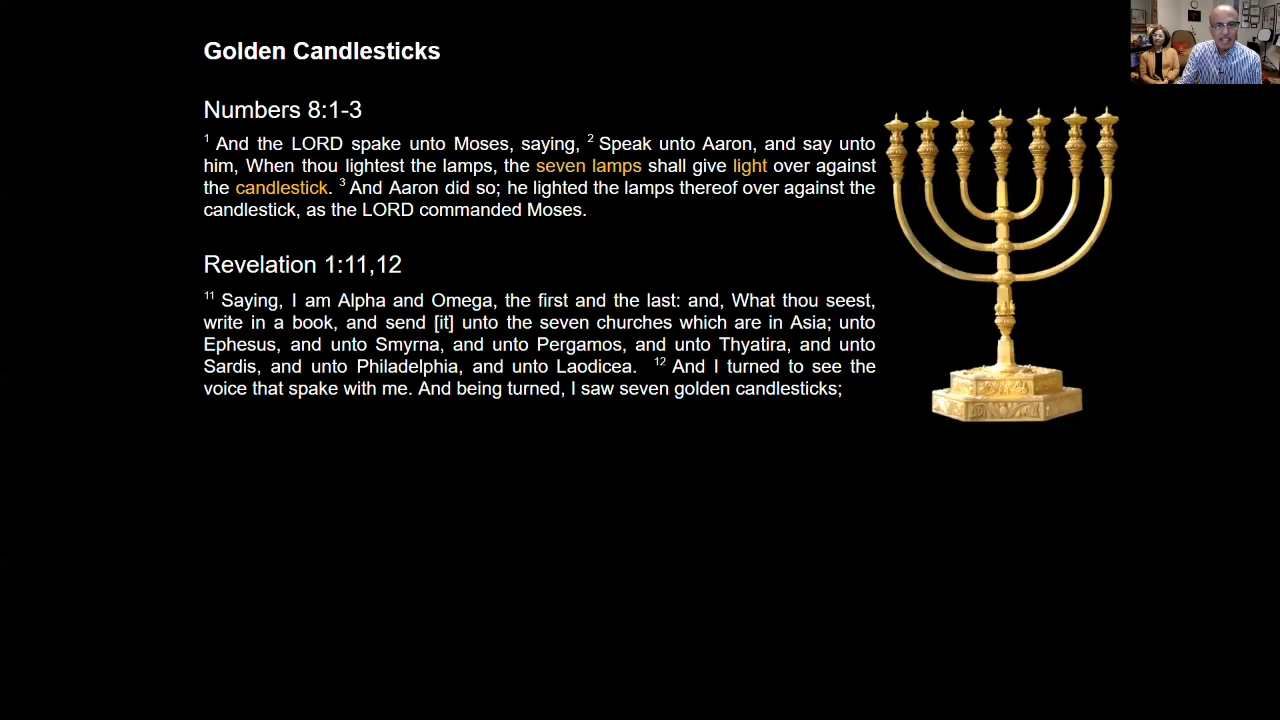 Golden Candlesticks
Numbers 8:1-3
1 And the LORD spake unto Moses, saying, 2 Speak unto Aaron, and say unto
him, When thou lightest the lamps, the seven lamps shall give light over against
the candlestick. 3 And Aaron did so; he lighted the lamps thereof over against the
candlestick, as the LORD commanded Moses.
Revelation 1:11,12
11 Saying, I am Alpha and Omega, the first and the last: and, What thou seest,
write in a book, and send [it] unto the seven churches which are in Asia; unto
Ephesus, and unto Smyrna, and unto Pergamos, and unto Thyatira, and unto
Sardis, and unto Philadelphia, and unto Laodicea. 12 And I turned to see the
voice that spake with me. And being turned, I saw seven golden candlesticks;